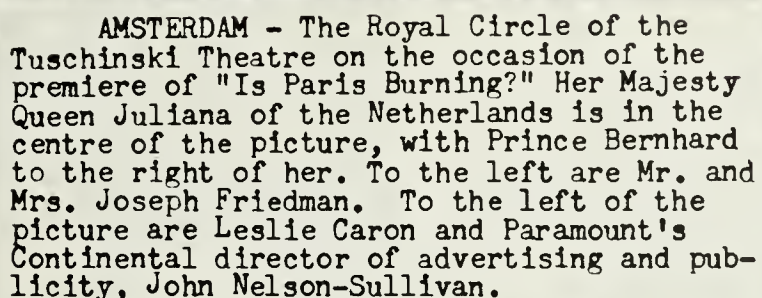 AMSTERDAM - The Royal Circle of the
Tuschinski Theatre on the occasion of the
premiere of "Is Paris Burning?" Her Majesty
Queen Juliana of the Netherlands is in the
centre of the picture, with Prince Bernhard
to the right of her. To the left are Mr. and
Mrs. Joseph Friedman. To the left of the
picture are Leslie Caron and Paramount's
Continental director of advertising and pub-
licity, John Nelson-Sullivan.